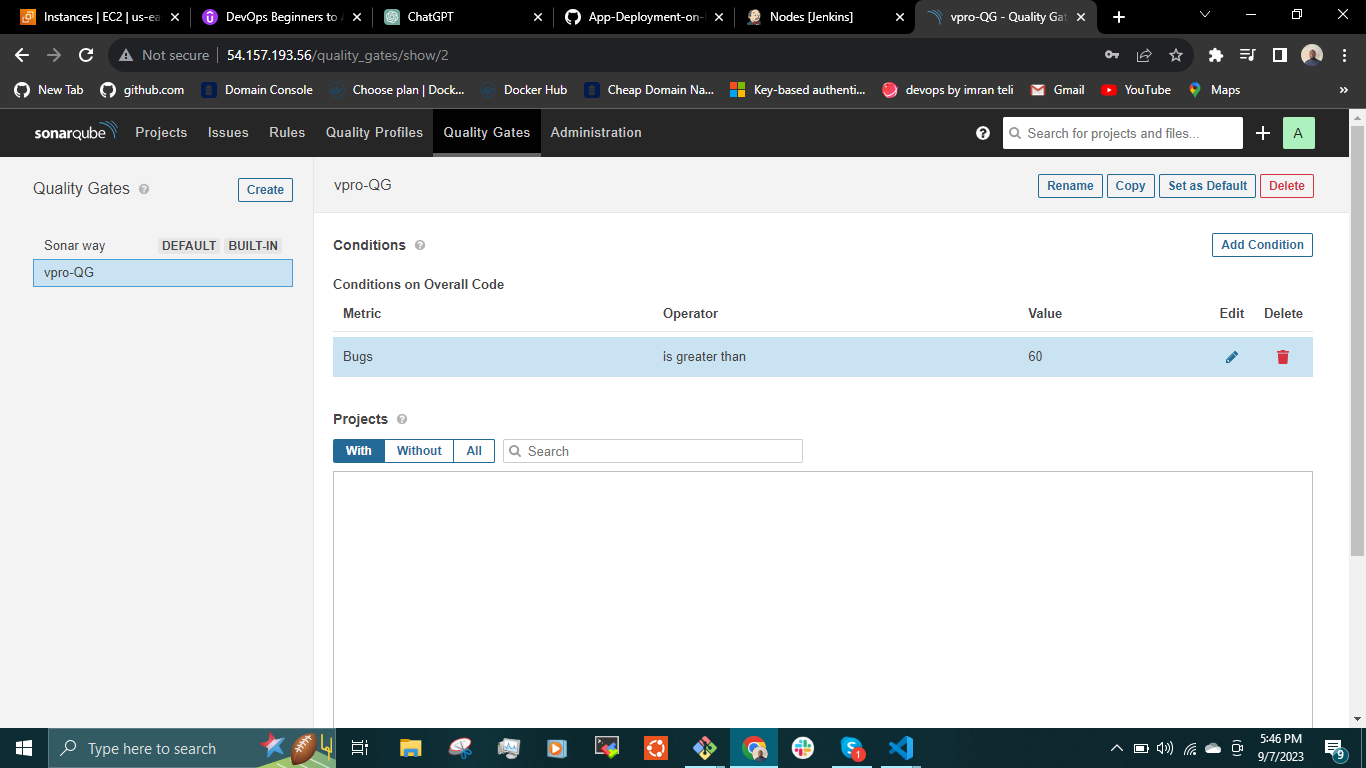 Instances | EC2 | us-ea
DevOps Beginners to A
ChatGPT
App-Deployment-on-
Nodes [Jenkins]
vpro-QG - Quality Gat
Not secure 54.157.193.56/quality_gates/show/2
New Tab github.com Domain Console Choose plan | Dock... Docker Hub Cheap Domain Na... Key-based authenti... devops by imran teli Gmail YouTube Maps »
sonarqube Projects Issues Rules Quality Profiles Quality Gates Administration ? Search for projects and files... A
Quality Gates ? Create
Sonar way DEFAULT BUILT-IN
vpro-QG
vpro-QG Rename Copy Set as Default Delete
Conditions ? Add Condition
Conditions on Overall Code
Metric Operator Value Edit Delete
Bugs is greater than 60
Projects ?
With Without All Search
Type here to search
1
5:46 PM
9/7/2023
9